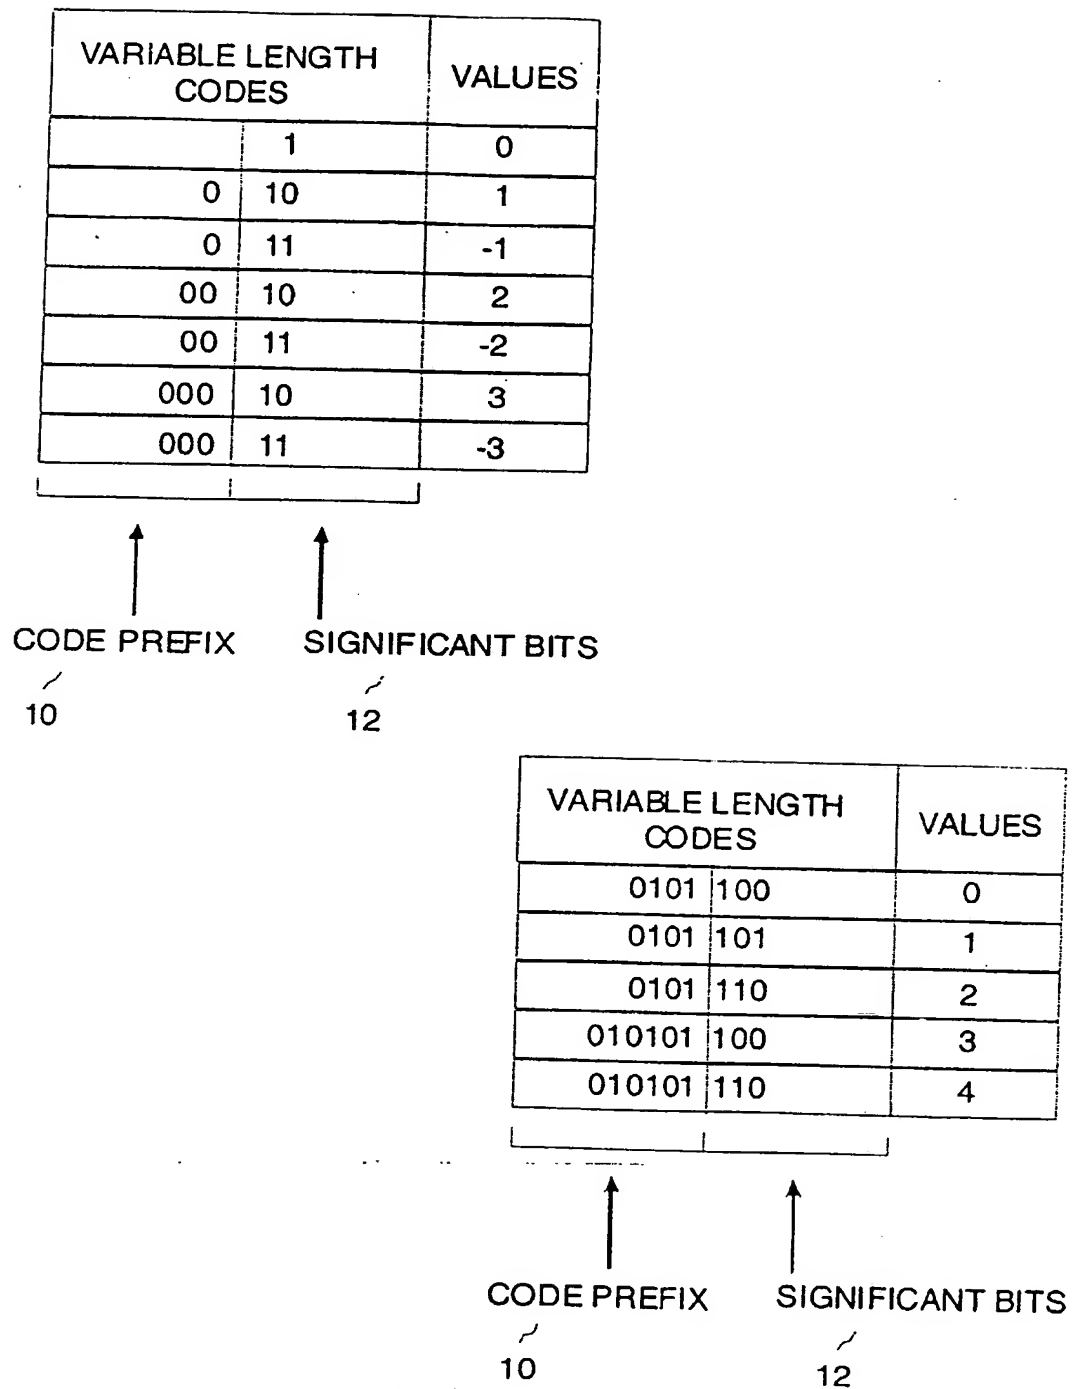 VARIABLE LENGTH CODES VALUES
1 0
0 10 1
0 11 -1
00 10 2
00 11 -2
000 10 3
000 11 -3
CODE PREFIX SIGNIFICANT BITS
10 12
VARIABLE LENGTH CODES VALUES
0101 100 0
0101 101 1
0101 110 2
010101 100 3
010101 110 4
CODE PREFIX SIGNIFICANT BITS
10 12